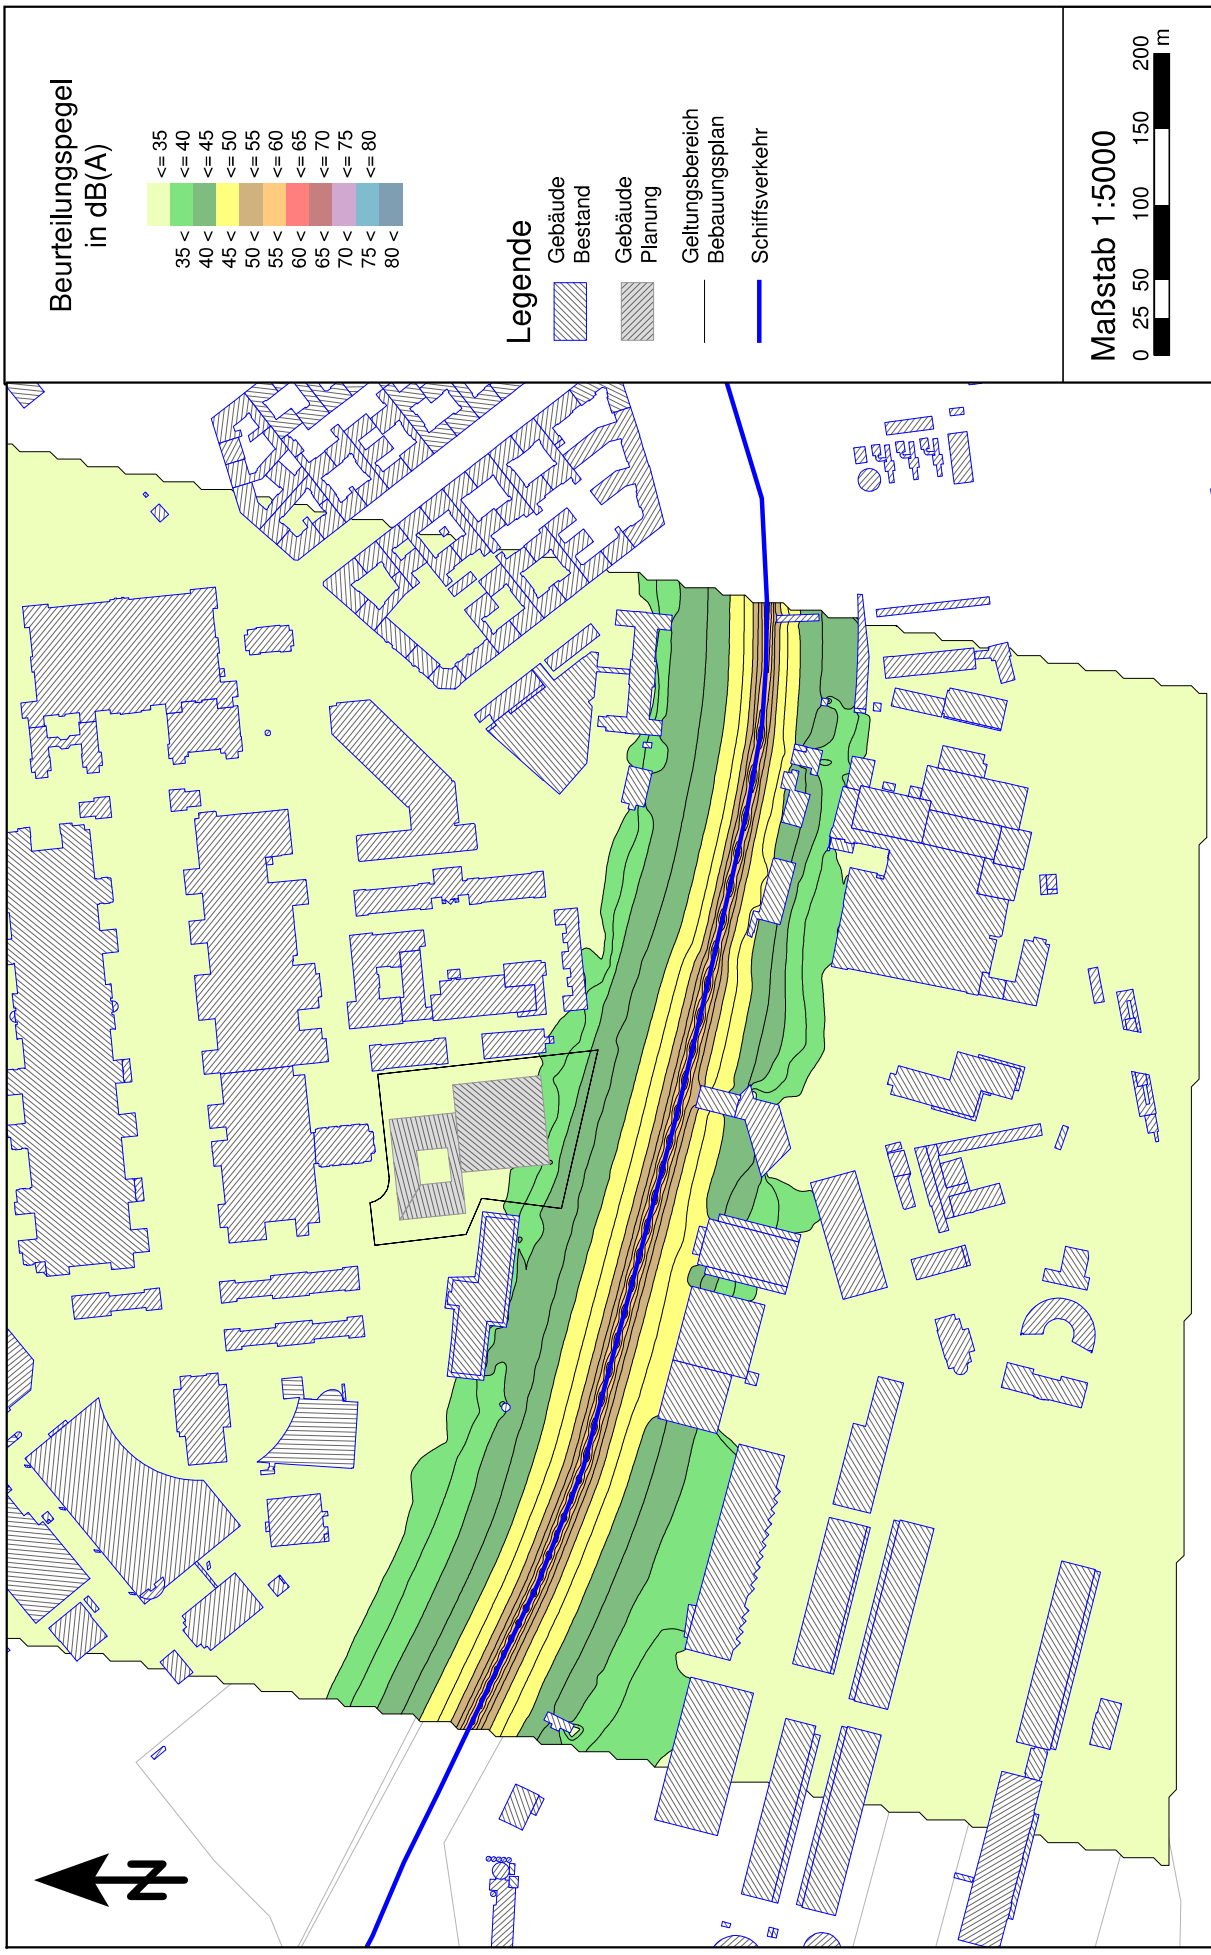 Beurteilungspegel
in dB(A)
<= 35
35 < <= 40
40 < <= 45
45 < <= 50
50 < <= 55
55 < <= 60
60 < <= 65
65 < <= 70
70 < <= 75
75 < <= 80
80 <
Legende
Gebäude
Bestand
Gebäude
Planung
Geltungsbereich
Bebauungsplan
Schiffsverkehr
Maßstab 1:5000
0 25 50 100 150 200
m
N